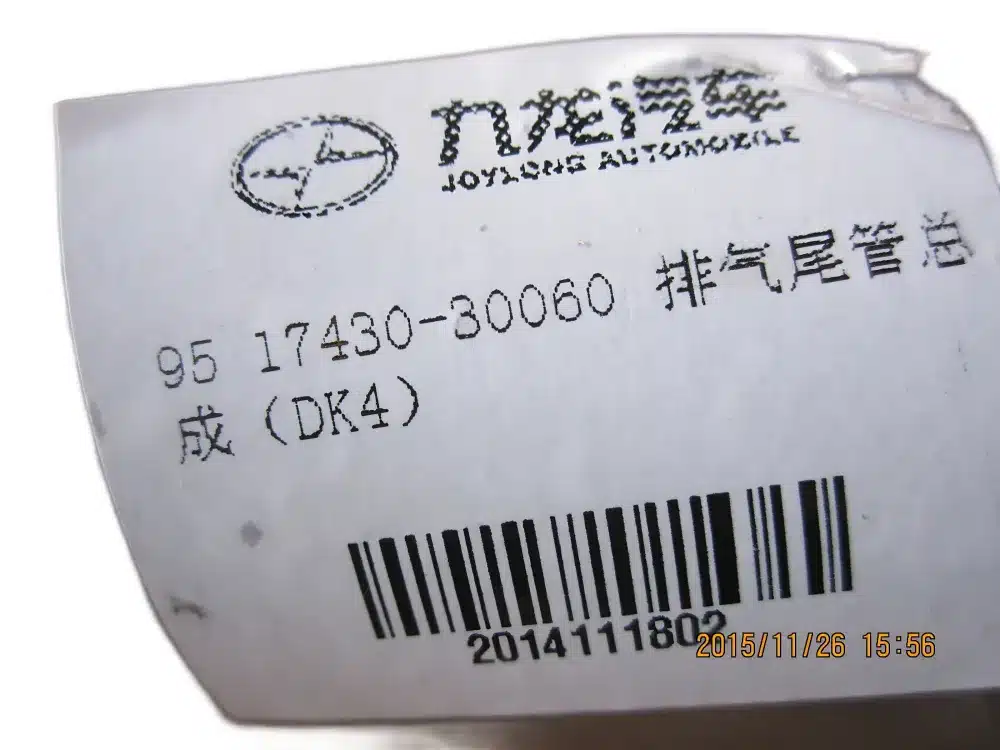 九龙汽车
JOYLONG AUTOMOBILE
95 17430-30060 排气尾管总
成（DK4）
2014111802
2015/11/26 15:56